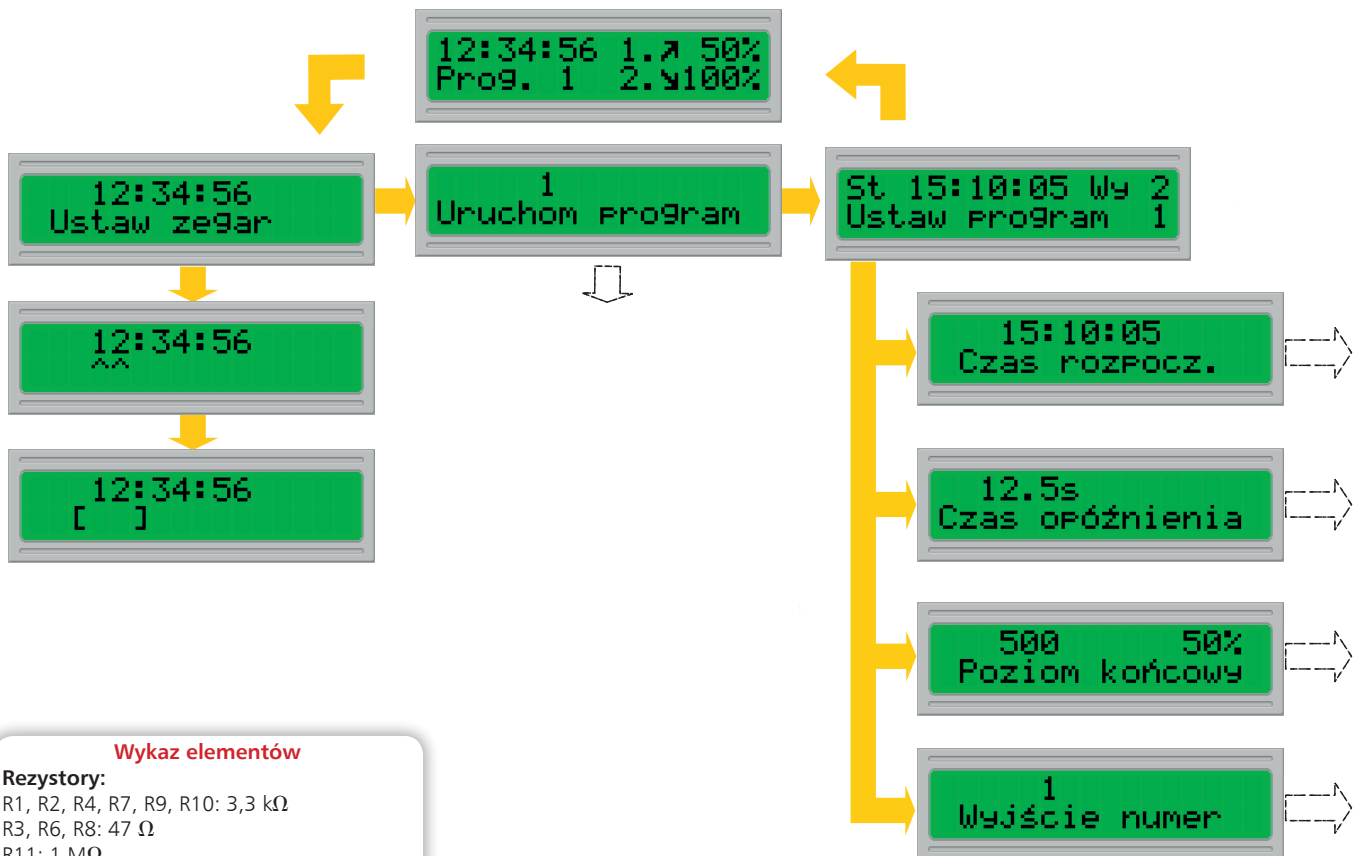 12:34:56 1.↗ 50%
Prog. 1 2.↘100%
12:34:56
Ustaw zegar
1
Uruchom program
St 15:10:05 Wy 2
Ustaw program 1
12:34:56
^^
15:10:05
Czas rozpocz.
12:34:56
[ ]
12.5s
Czas opóźnienia
500 50%
Poziom końcowy
1
Wyjście numer
Wykaz elementów
Rezystory:
R1, R2, R4, R7, R9, R10: 3,3 kΩ
R3, R6, R8: 47 Ω
R11: 1 MΩ